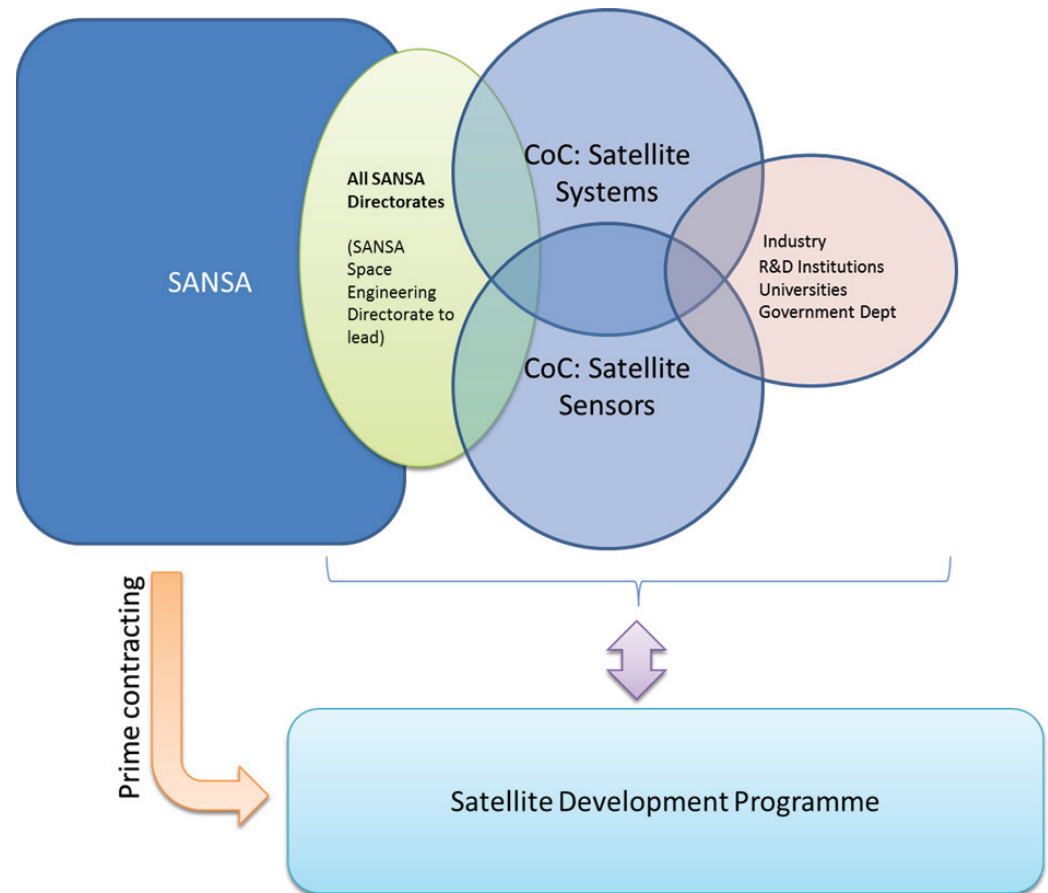 SANSA
All SANSA
Directorates
(SANSA
Space
Engineering
Directorate to
lead)
CoC: Satellite
Systems
CoC: Satellite
Sensors
Industry
R&D Institutions
Universities
Government Dept
Prime contracting
Satellite Development Programme